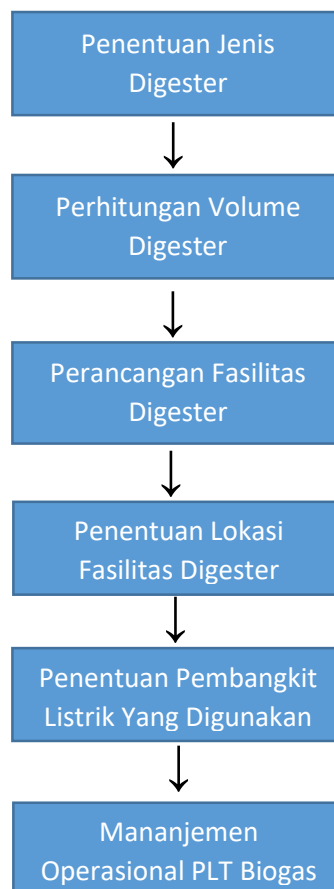 Penentuan Jenis
Digester
Perhitungan Volume
Digester
Perancangan Fasilitas
Digester
Penentuan Lokasi
Fasilitas Digester
Penentuan Pembangkit
Listrik Yang Digunakan
Mananjemen
Operasional PLT Biogas